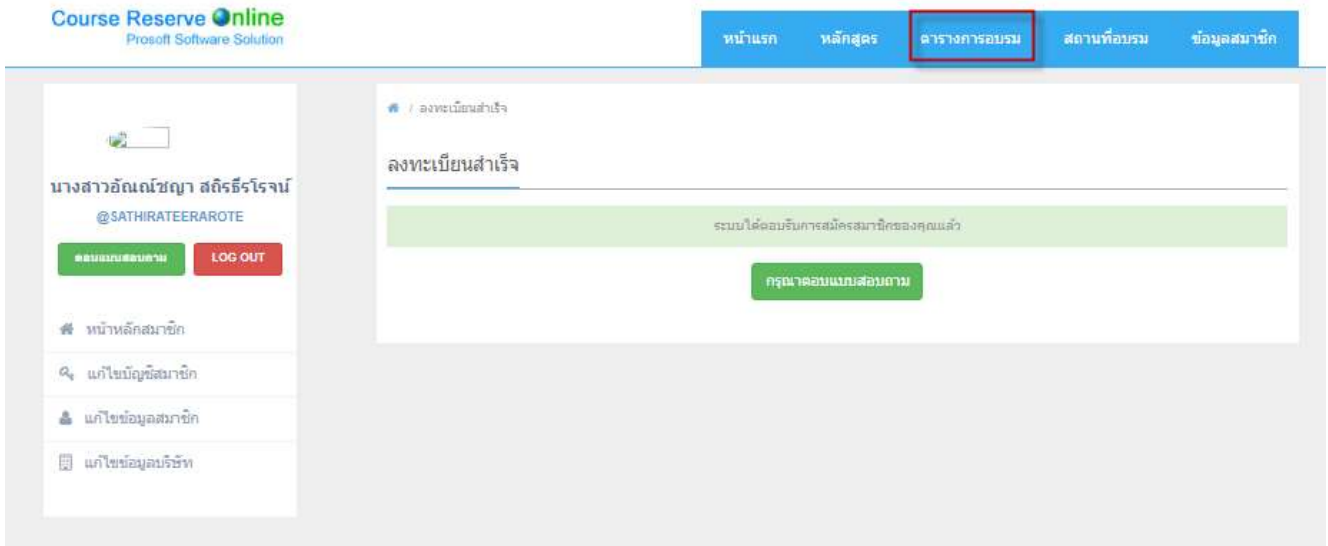 Course Reserve Online
Prosoft Software Solution
หน้าแรก
หลักสูตร
ตารางการอบรม
สถานที่อบรม
ข้อมูลสมาชิก
/ ลงทะเบียนสำเร็จ
ลงทะเบียนสำเร็จ
นางสาวอัณณ์ชญา สถิรธีรโรจน์
@SATHIRATEERAROTE
ตอบแบบสอบถาม
LOG OUT
ระบบได้ตอบรับการสมัครสมาชิกของคุณแล้ว
กรุณาตอบแบบสอบถาม
หน้าหลักสมาชิก
แก้ไขบัญชีสมาชิก
แก้ไขข้อมูลสมาชิก
แก้ไขข้อมูลบริษัท